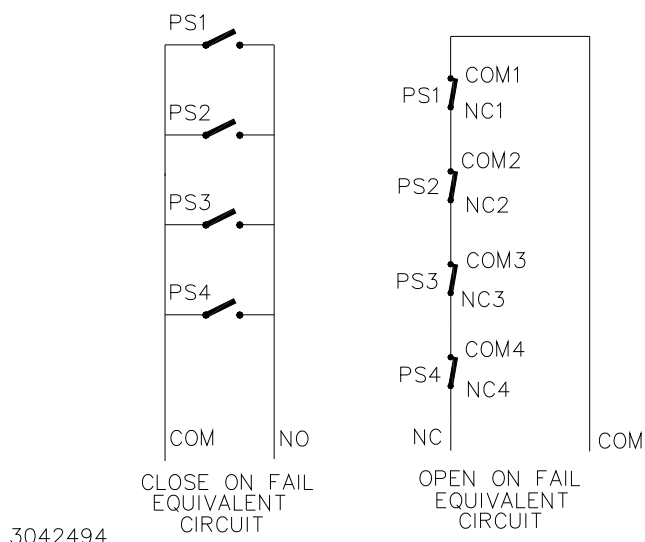 PS1
PS2
PS3
PS4
COM
NO
CLOSE ON FAIL
EQUIVALENT
CIRCUIT
COM1
PS1
NC1
COM2
PS2
NC2
COM3
PS3
NC3
COM4
PS4
NC4
NC
COM
OPEN ON FAIL
EQUIVALENT
CIRCUIT
3042494